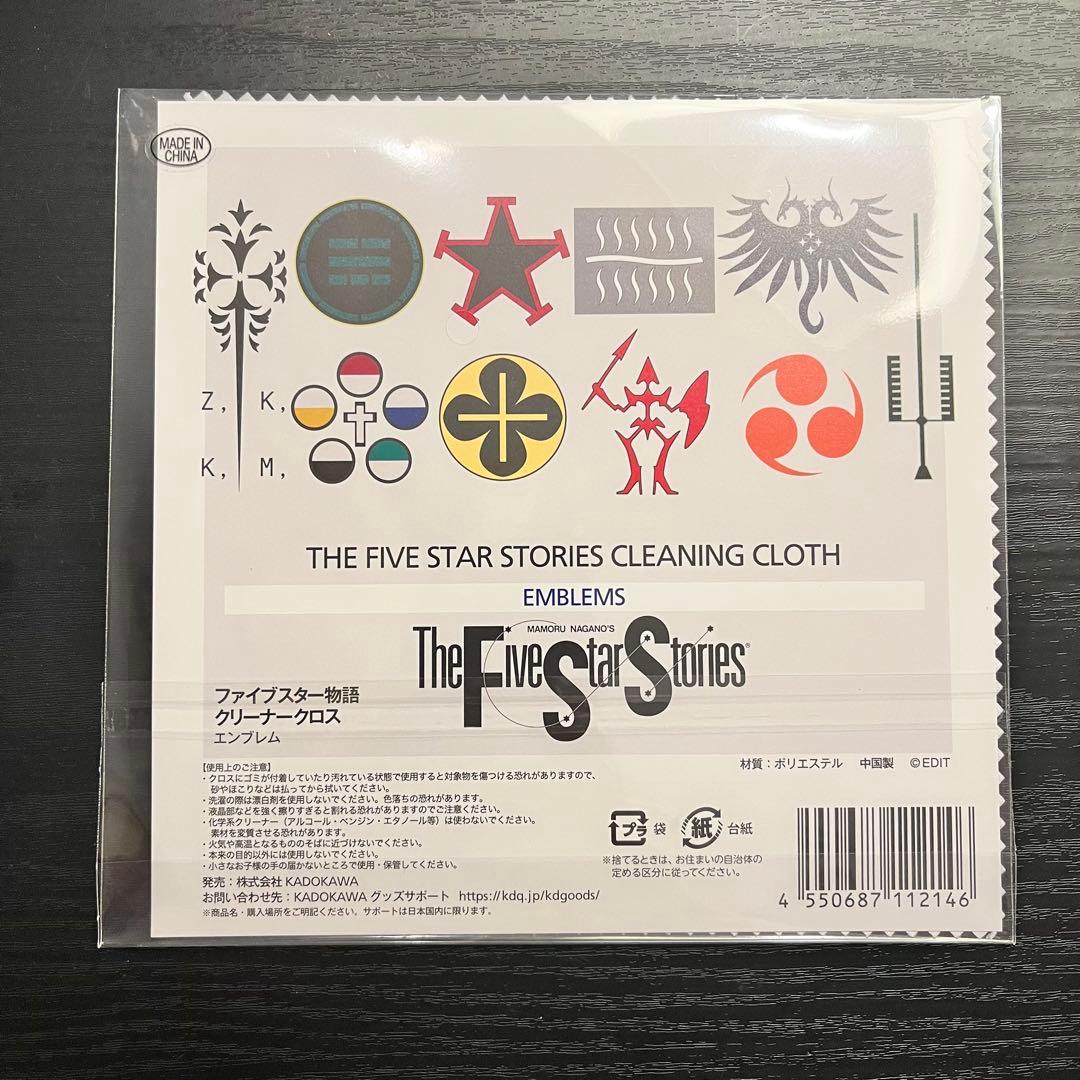 MADE IN
CHINA
Z, K,
K, M,
THE FIVE STAR STORIES CLEANING CLOTH
EMBLEMS
MAMORU NAGANO'S
The Five Star Stories®
ファイブスター物語
クリーナークロス
エンブレム
材質：ポリエステル 中国製 ©EDIT
【使用上のご注意】
・クロスにゴミが付着していたり汚れている状態で使用すると対象物を傷つける恐れがありますので、
砂やほこりなどは払ってから拭いてください。
・洗濯の際は漂白剤を使用しないでください。色落ちの恐れがあります。
・液晶部などを強く擦りすぎると割れる恐れがありますのでご注意ください。
・化学系クリーナー（アルコール・ベンジン・エタノール等）は使わないでください。
素材を変質させる恐れがあります。
・火気や高温となるもののそばに近づけないでください。
・本来の目的以外には使用しないでください。
・小さなお子様の手の届かないところで使用・保管してください。
発売：株式会社 KADOKAWA
お問い合わせ先：KADOKAWA グッズサポート https://kdq.jp/kdgoods/
※商品名・購入場所をご明記ください。サポートは日本国内に限ります。
プラ 袋 紙 台紙
※捨てるときは、お住まいの自治体の
定める区分に従ってください。
4 550687 112146